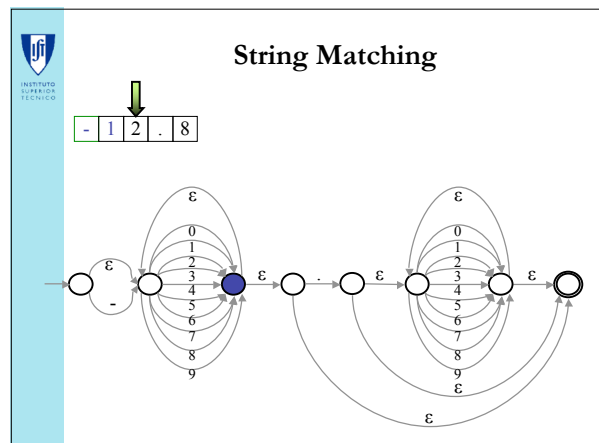 String Matching
INSTITUTO
SUPERIOR
TÉCNICO
- 1 2 . 8
ε ε
0 0
1 1
ε 2 2
3 ε . ε 3 ε
4 4
- 5 5
6 6
7 7
8 8
9 9
ε
ε